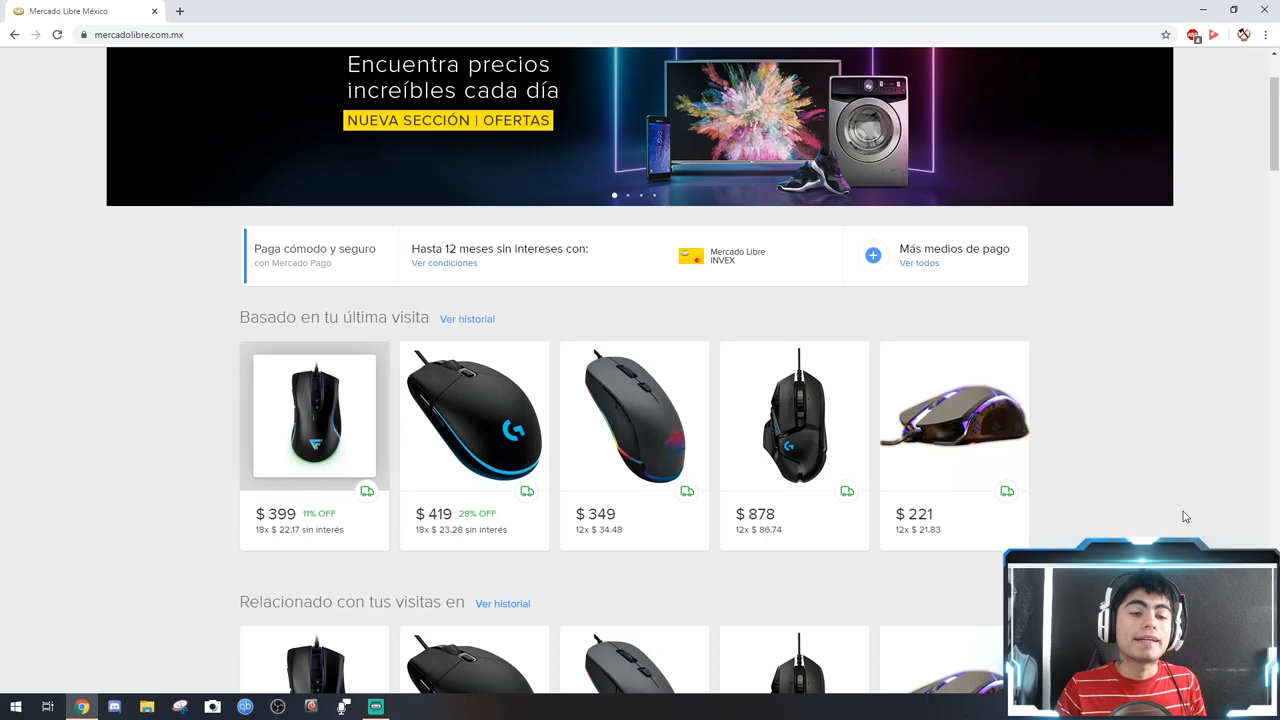 Mercado Libre México
mercadolibre.com.mx
4
Encuentra precios
increíbles cada día
NUEVA SECCIÓN | OFERTAS
Paga cómodo y seguro
con Mercado Pago
Hasta 12 meses sin intereses con:
Ver condiciones
Mercado Libre
INVEX
Más medios de pago
Ver todos
Basado en tu última visita Ver historial
$ 399 11% OFF
18x $ 22.17 sin interés
$ 419 28% OFF
18x $ 23.28 sin interés
$ 349
12x $ 34.48
$ 878
12x $ 86.74
$ 221
12x $ 21.83
Relacionado con tus visitas en Ver historial